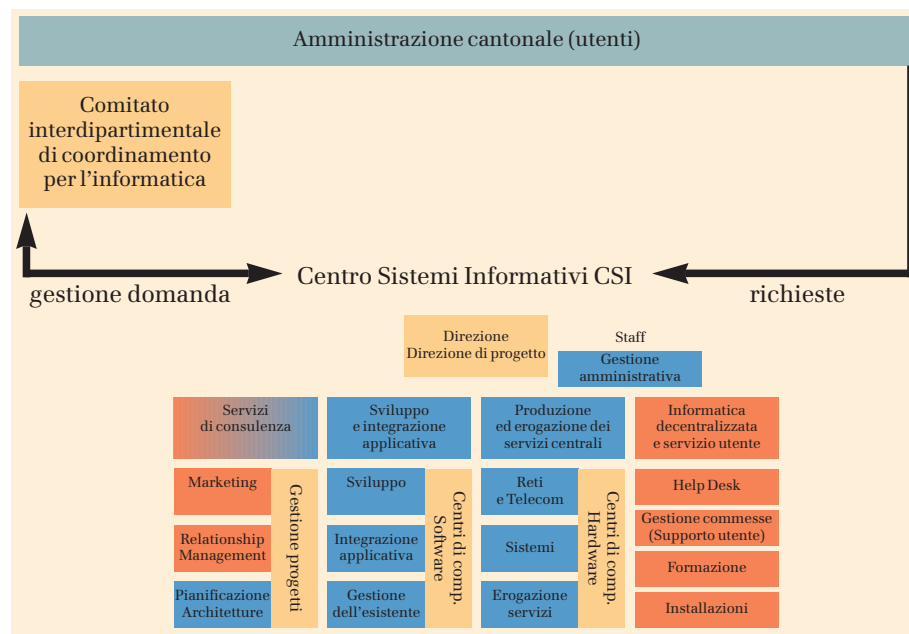 Amministrazione cantonale (utenti)
Comitato
interdipartimentale
di coordinamento
per l'informatica
gestione domanda
Centro Sistemi Informativi CSI
richieste
Direzione
Direzione di progetto
Staff
Gestione
amministrativa
Servizi
di consulenza
Sviluppo
e integrazione
applicativa
Produzione
ed erogazione dei
servizi centrali
Informatica
decentralizzata
e servizio utente
Marketing
Relationship
Management
Pianificazione
Architetture
Gestione progetti
Sviluppo
Integrazione
applicativa
Gestione
dell'esistente
Centri di comp.
Software
Reti
e Telecom
Sistemi
Erogazione
servizi
Centri di comp.
Hardware
Help Desk
Gestione commesse
(Supporto utente)
Formazione
Installazioni